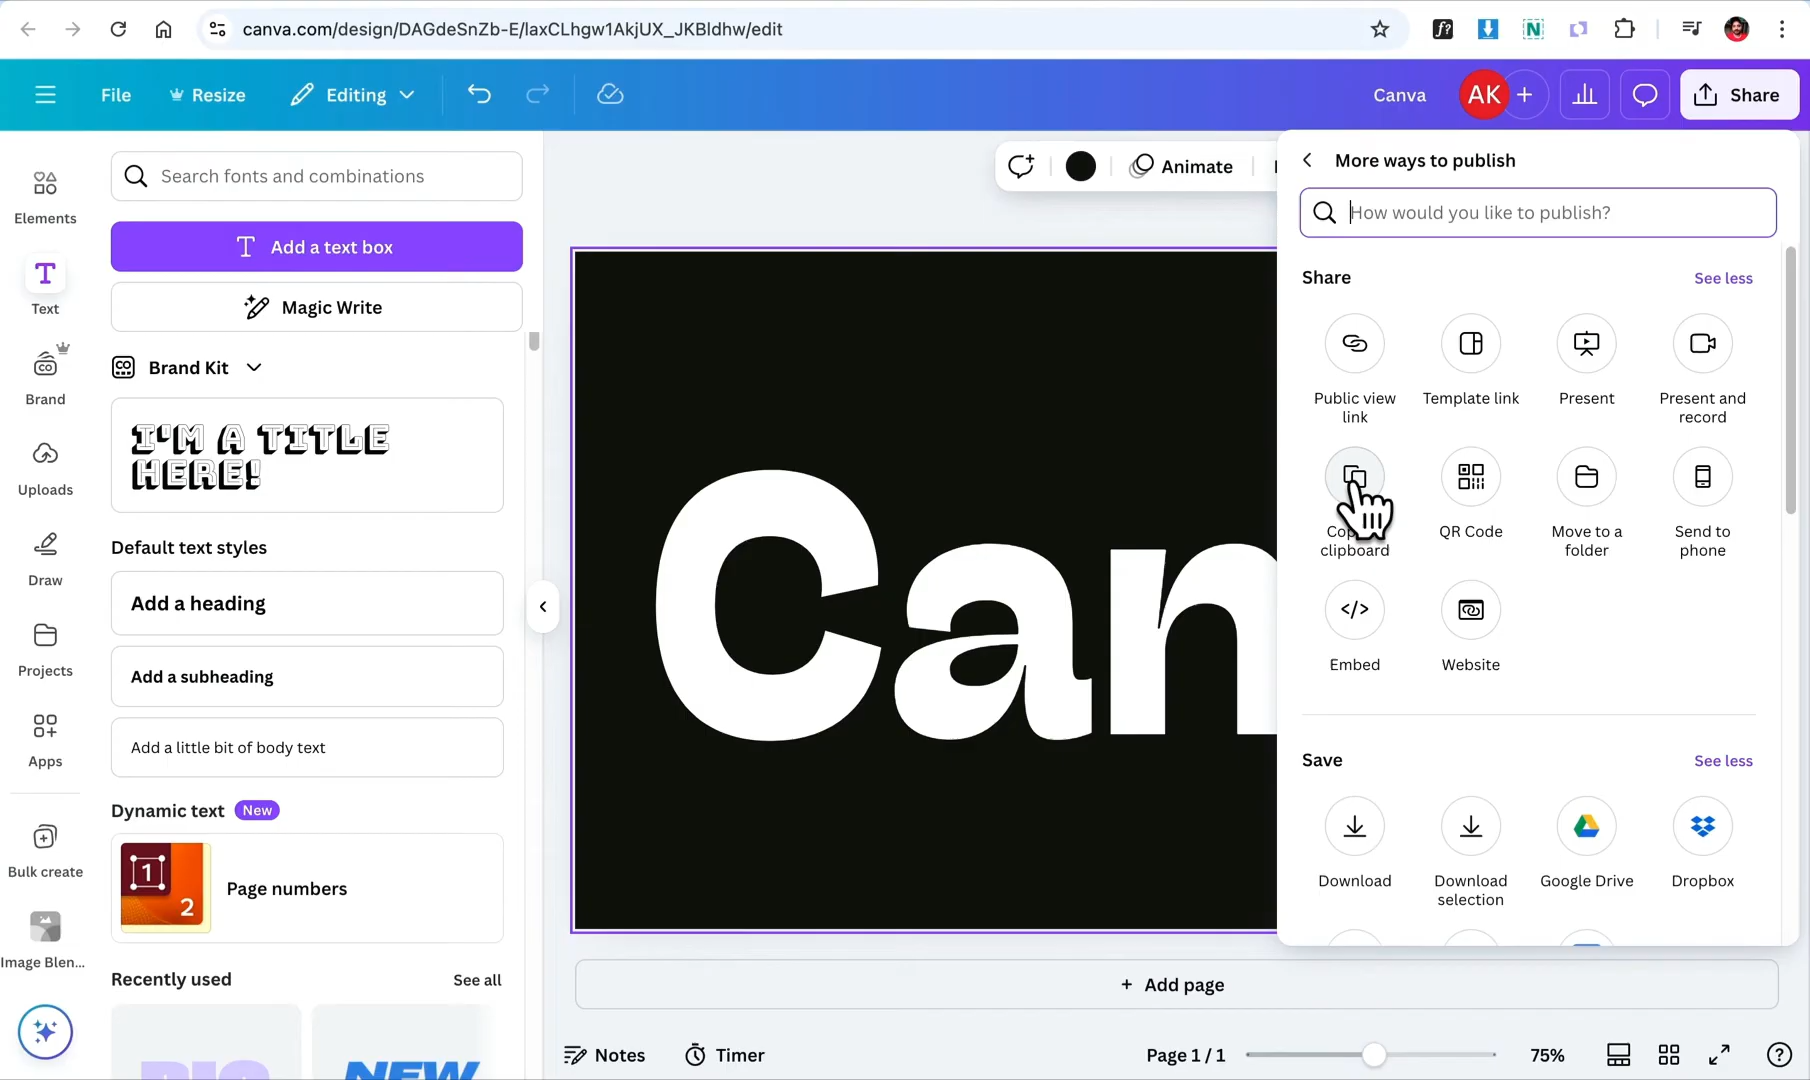 canva.com/design/DAGdeSnZb-E/laxCLhgw1AkjUX_JKBldhw/edit
File
Resize
Editing
Canva
AK
Share
Elements
Text
Brand
Uploads
Draw
Projects
Apps
Bulk create
Image Blen...
Search fonts and combinations
Add a text box
Magic Write
Brand Kit
I'M A TITLE
HERE!
Default text styles
Add a heading
Add a subheading
Add a little bit of body text
Dynamic text New
1
2
Page numbers
Recently used
See all
NEW
Animate
Can
More ways to publish
How would you like to publish?
Share
See less
Public view
link
Template link
Present
Present and
record
clipboard
QR Code
Move to a
folder
Send to
phone
Embed
Website
Save
See less
Download
Download
selection
Google Drive
Dropbox
+ Add page
Notes
Timer
Page 1 / 1
75%